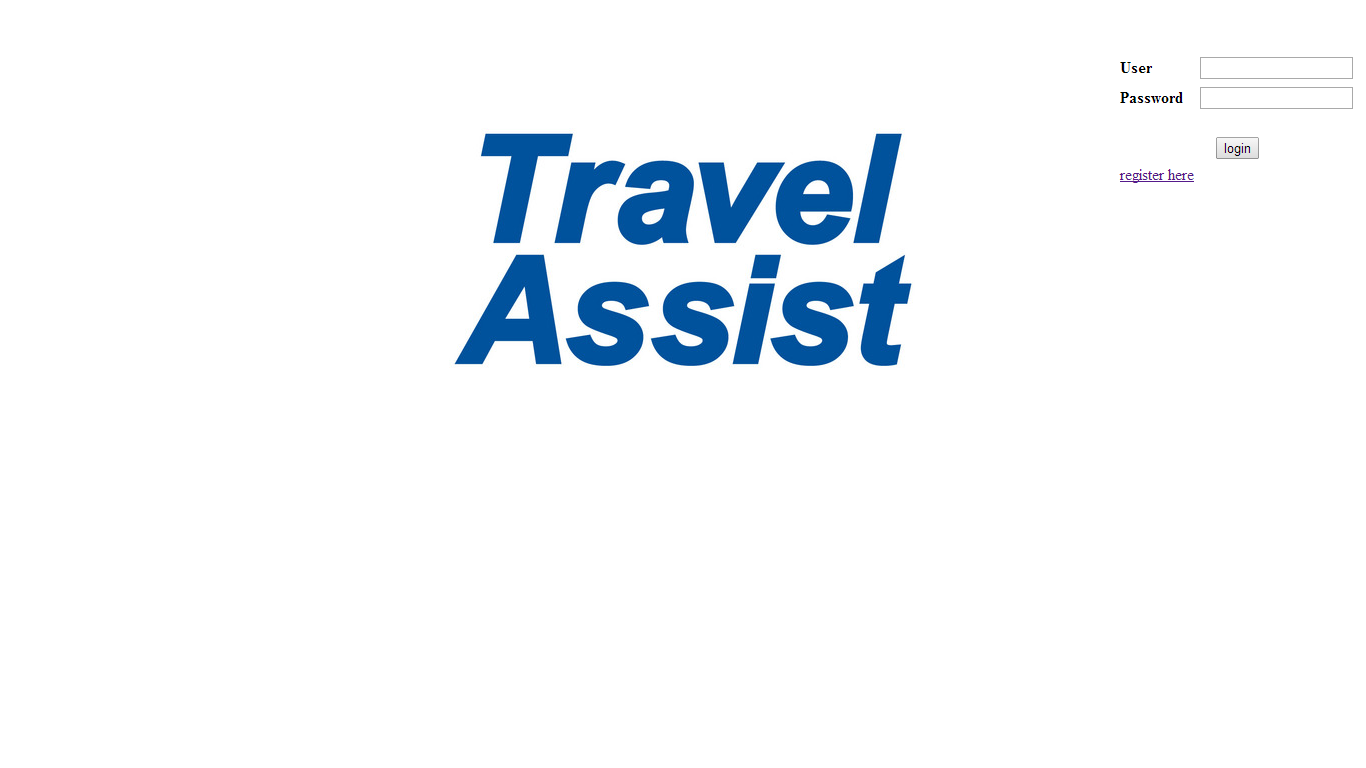 User
Password
login
register here
Travel
Assist